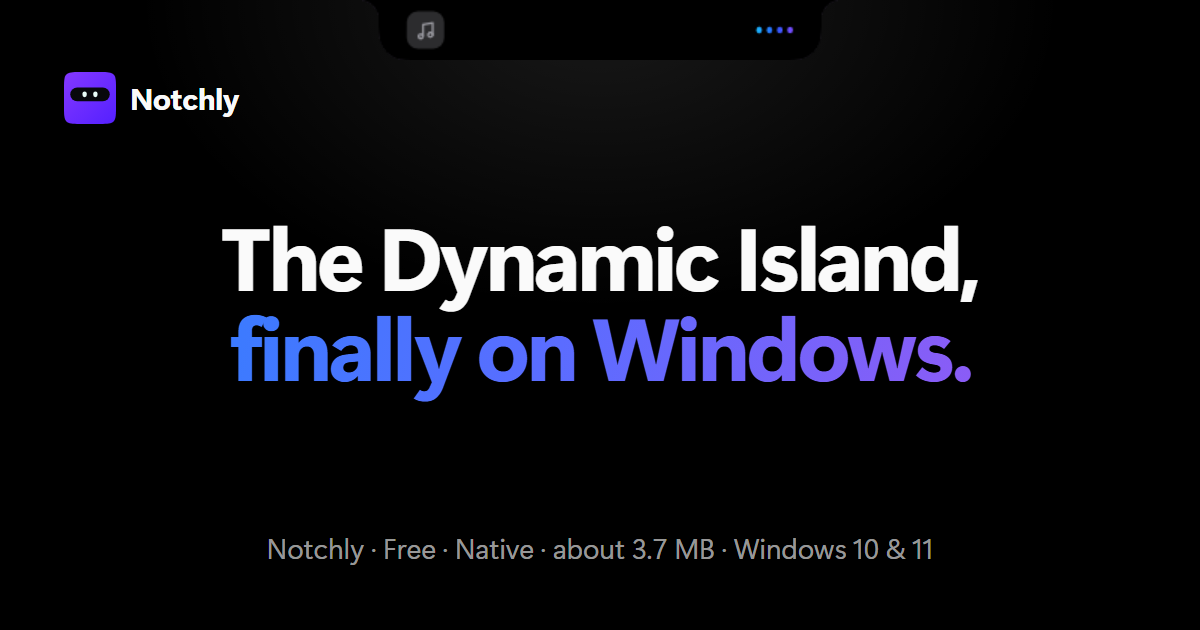 Notchly
The Dynamic Island,
finally on Windows.
Notchly · Free · Native · about 3.7 MB · Windows 10 & 11